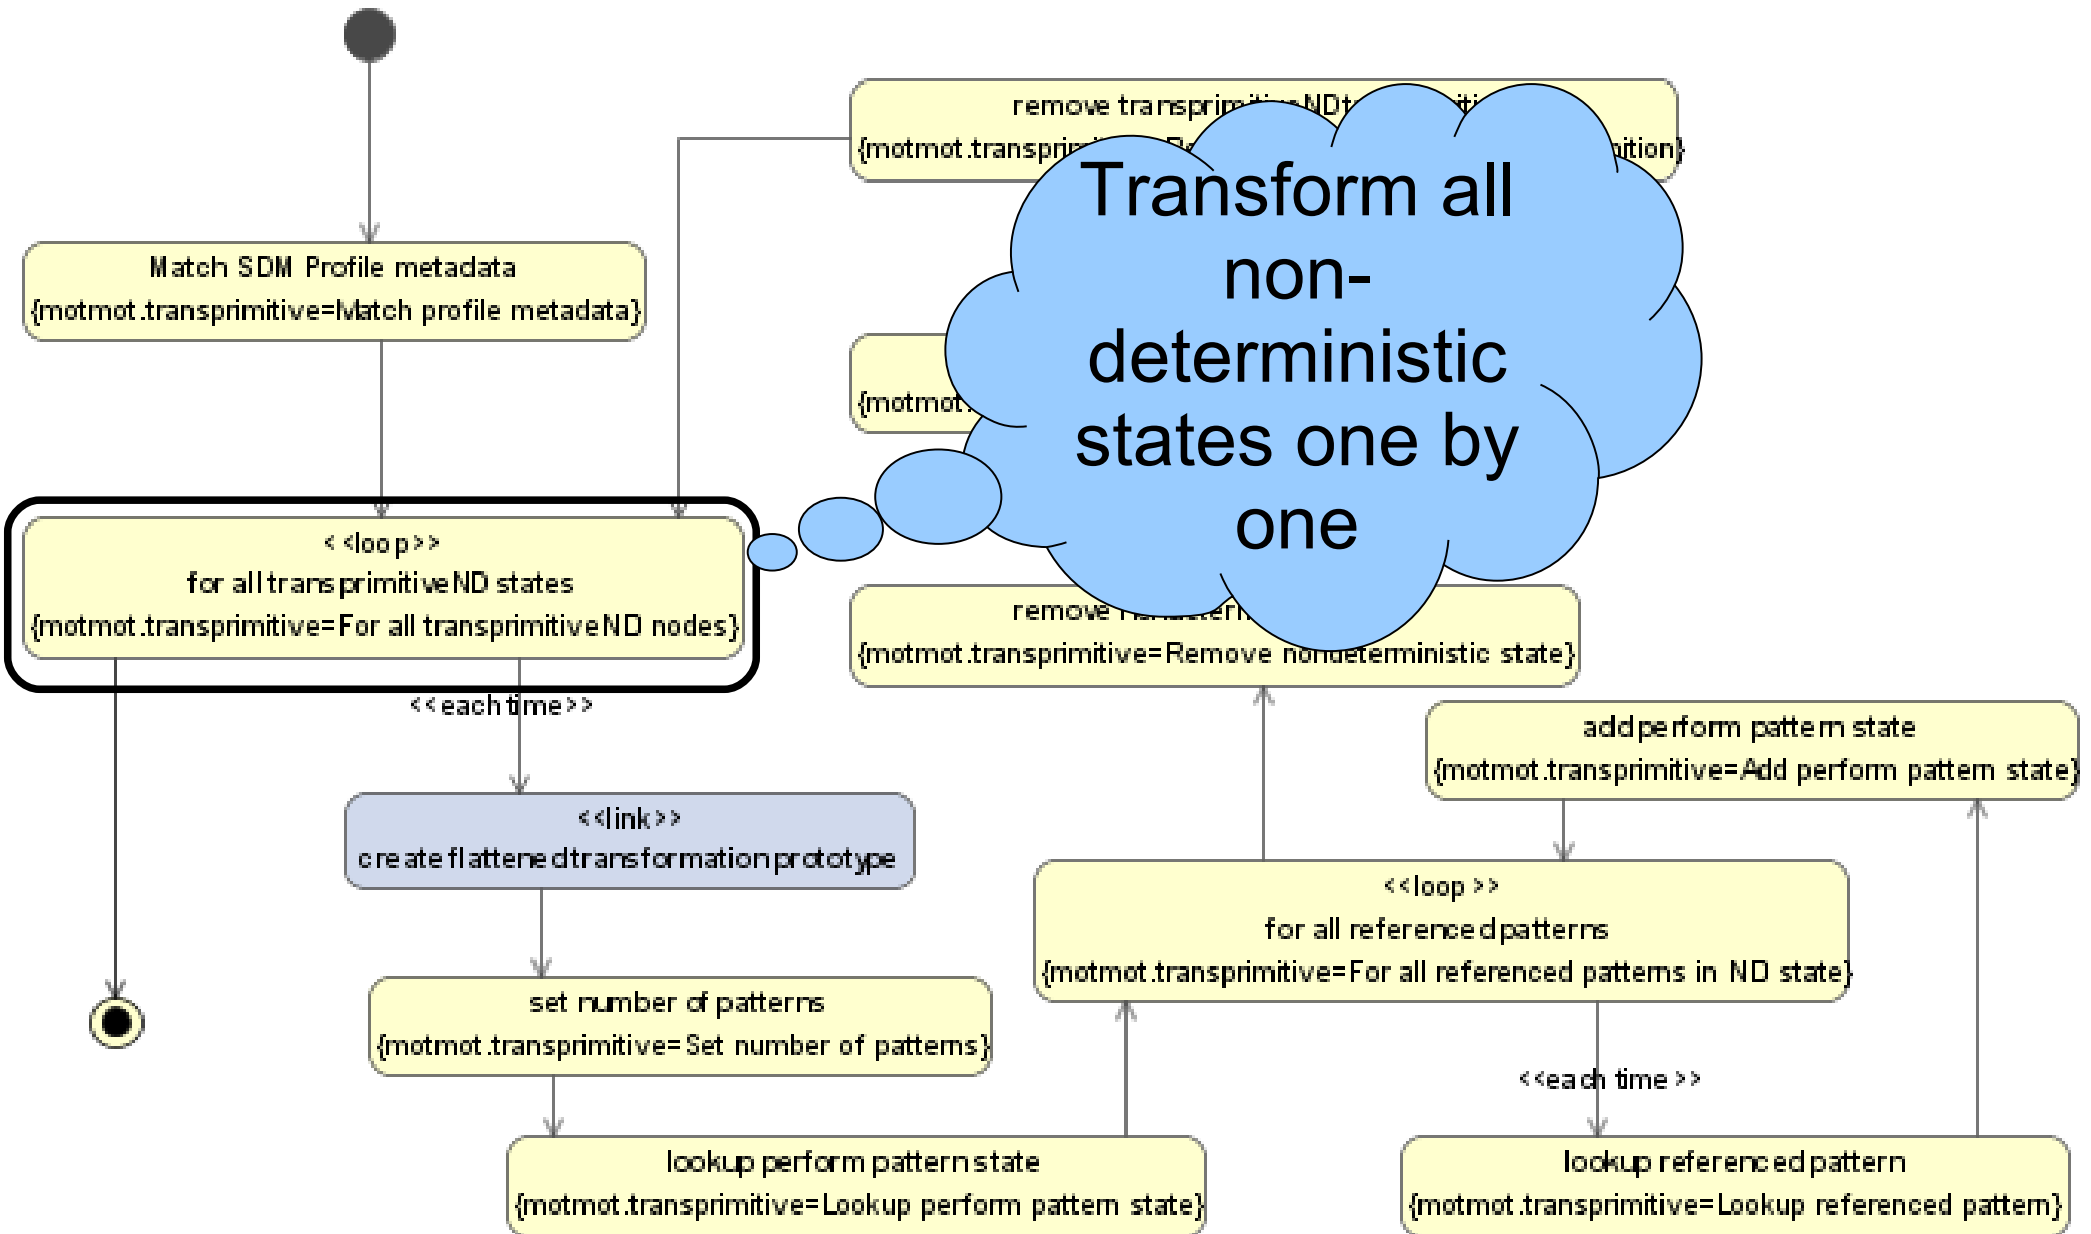 remove transprimitiveND
{motmot.transprimitive
Transform all
non-
deterministic
states one by
one
Match SDM Profile metadata
{motmot.transprimitive=Match profile metadata}
{motmot.
<<loop>>
for all transprimitiveND states
{motmot.transprimitive=For all transprimitiveND nodes}
remove
{motmot.transprimitive=Remove nondeterministic state}
<<each time>>
add perform pattern state
{motmot.transprimitive=Add perform pattern state}
<<link>>
create flattened transformation prototype
<<loop>>
for all referenced patterns
{motmot.transprimitive=For all referenced patterns in ND state}
set number of patterns
{motmot.transprimitive=Set number of patterns}
<<each time>>
lookup perform pattern state
{motmot.transprimitive=Lookup perform pattern state}
lookup referenced pattern
{motmot.transprimitive=Lookup referenced pattern}